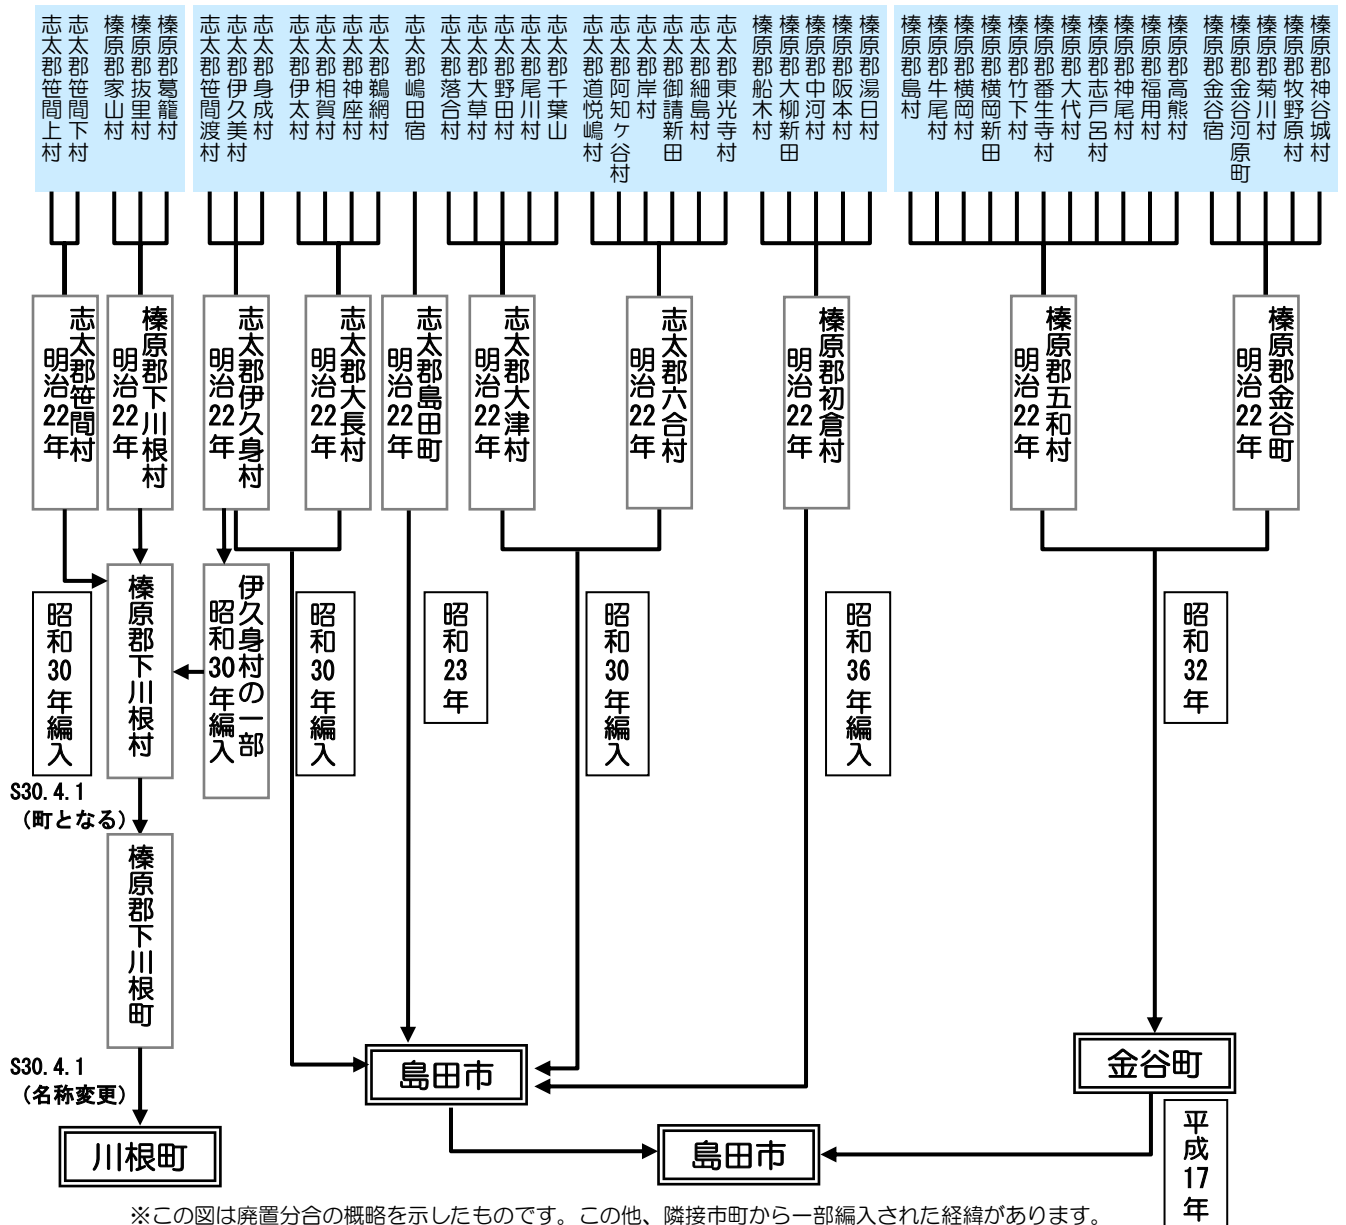 志太郡笹間上村
志太郡笹間下村
榛原郡家山村
榛原郡抜里村
榛原郡葛籠村
志太郡笹間渡村
志太郡伊久美村
志太郡身成村
志太郡伊太村
志太郡相賀村
志太郡神座村
志太郡鵜網村
志太郡嶋田宿
志太郡落合村
志太郡大草村
志太郡野田村
志太郡尾川村
志太郡千葉山
志太郡道悦嶋村
志太郡阿知ヶ谷村
志太郡岸村
志太郡御請新田
志太郡細島村
志太郡東光寺村
榛原郡船木村
榛原郡大柳新田
榛原郡中河村
榛原郡阪本村
榛原郡湯日村
榛原郡島村
榛原郡牛尾村
榛原郡横岡村
榛原郡横岡新田
榛原郡竹下村
榛原郡番生寺村
榛原郡大代村
榛原郡志戸呂村
榛原郡神尾村
榛原郡福用村
榛原郡高熊村
榛原郡金谷宿
榛原郡金谷河原町
榛原郡菊川村
榛原郡牧野原村
榛原郡神谷城村
志太郡笹間村
明治22年
榛原郡下川根村
明治22年
志太郡伊久身村
明治22年
志太郡大長村
明治22年
志太郡島田町
明治22年
志太郡大津村
明治22年
志太郡六合村
明治22年
榛原郡初倉村
明治22年
榛原郡五和村
明治22年
榛原郡金谷町
明治22年
昭和30年編入
榛原郡下川根村
伊久身村の一部
昭和30年編入
昭和30年編入
昭和23年
昭和30年編入
昭和36年編入
昭和32年
S30.4.1
（町となる）
榛原郡下川根町
S30.4.1
（名称変更）
川根町
島田市
金谷町
島田市
平成17年
※この図は廃置分合の概略を示したものです。この他、隣接市町から一部編入された経緯があります。